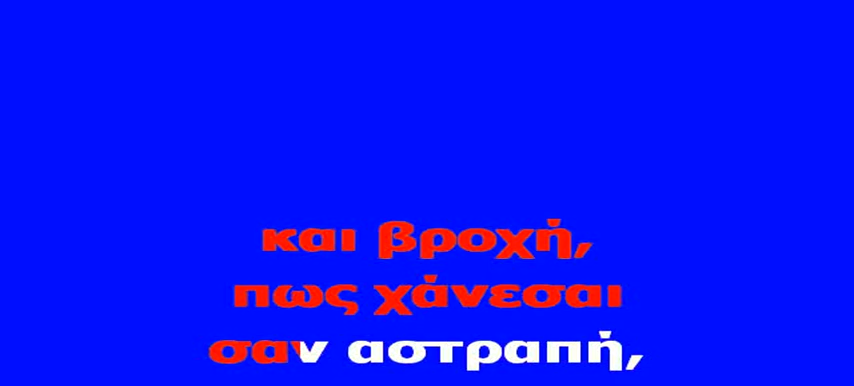 και βροχή,
πως χάνεσαι
σαν αστραπή,